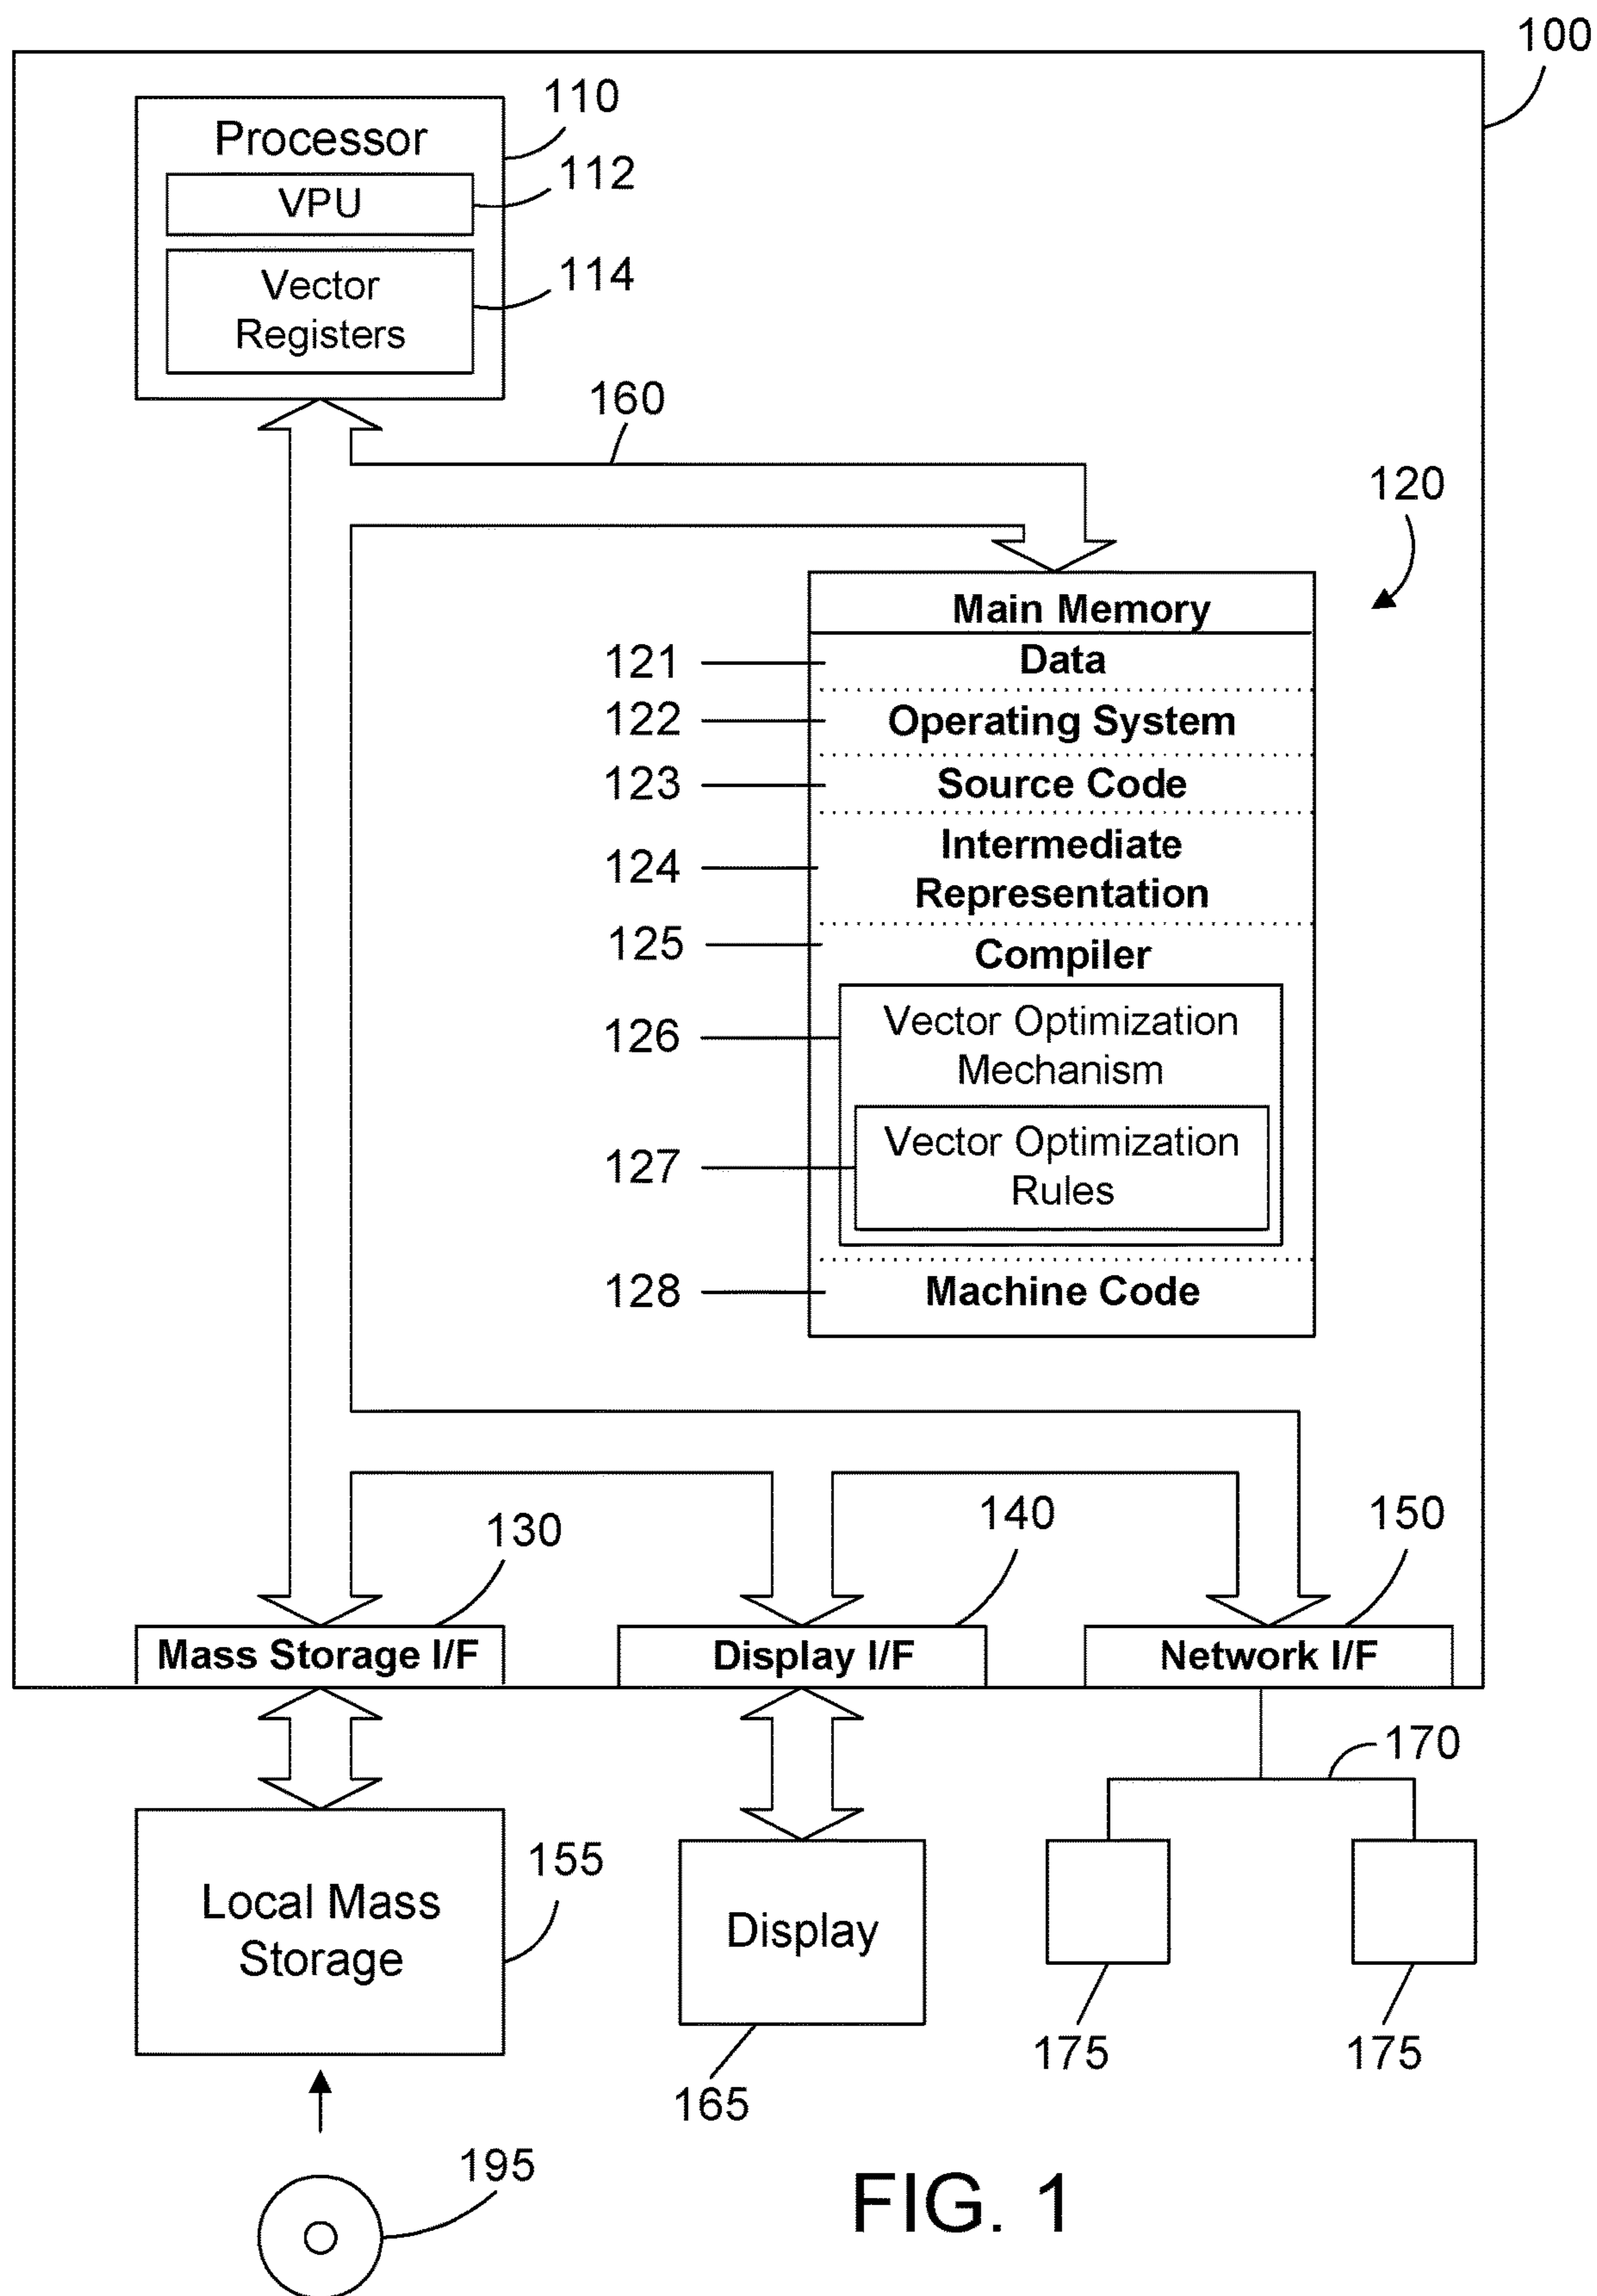 100
110
Processor
112
VPU
114
Vector
Registers
160
120
Main Memory
121 Data
122 Operating System
123 Source Code
124 Intermediate
Representation
125 Compiler
126 Vector Optimization
Mechanism
127 Vector Optimization
Rules
128 Machine Code
130 140 150
Mass Storage I/F Display I/F Network I/F
170
155
Local Mass
Storage
Display
175 175
165
195
FIG. 1